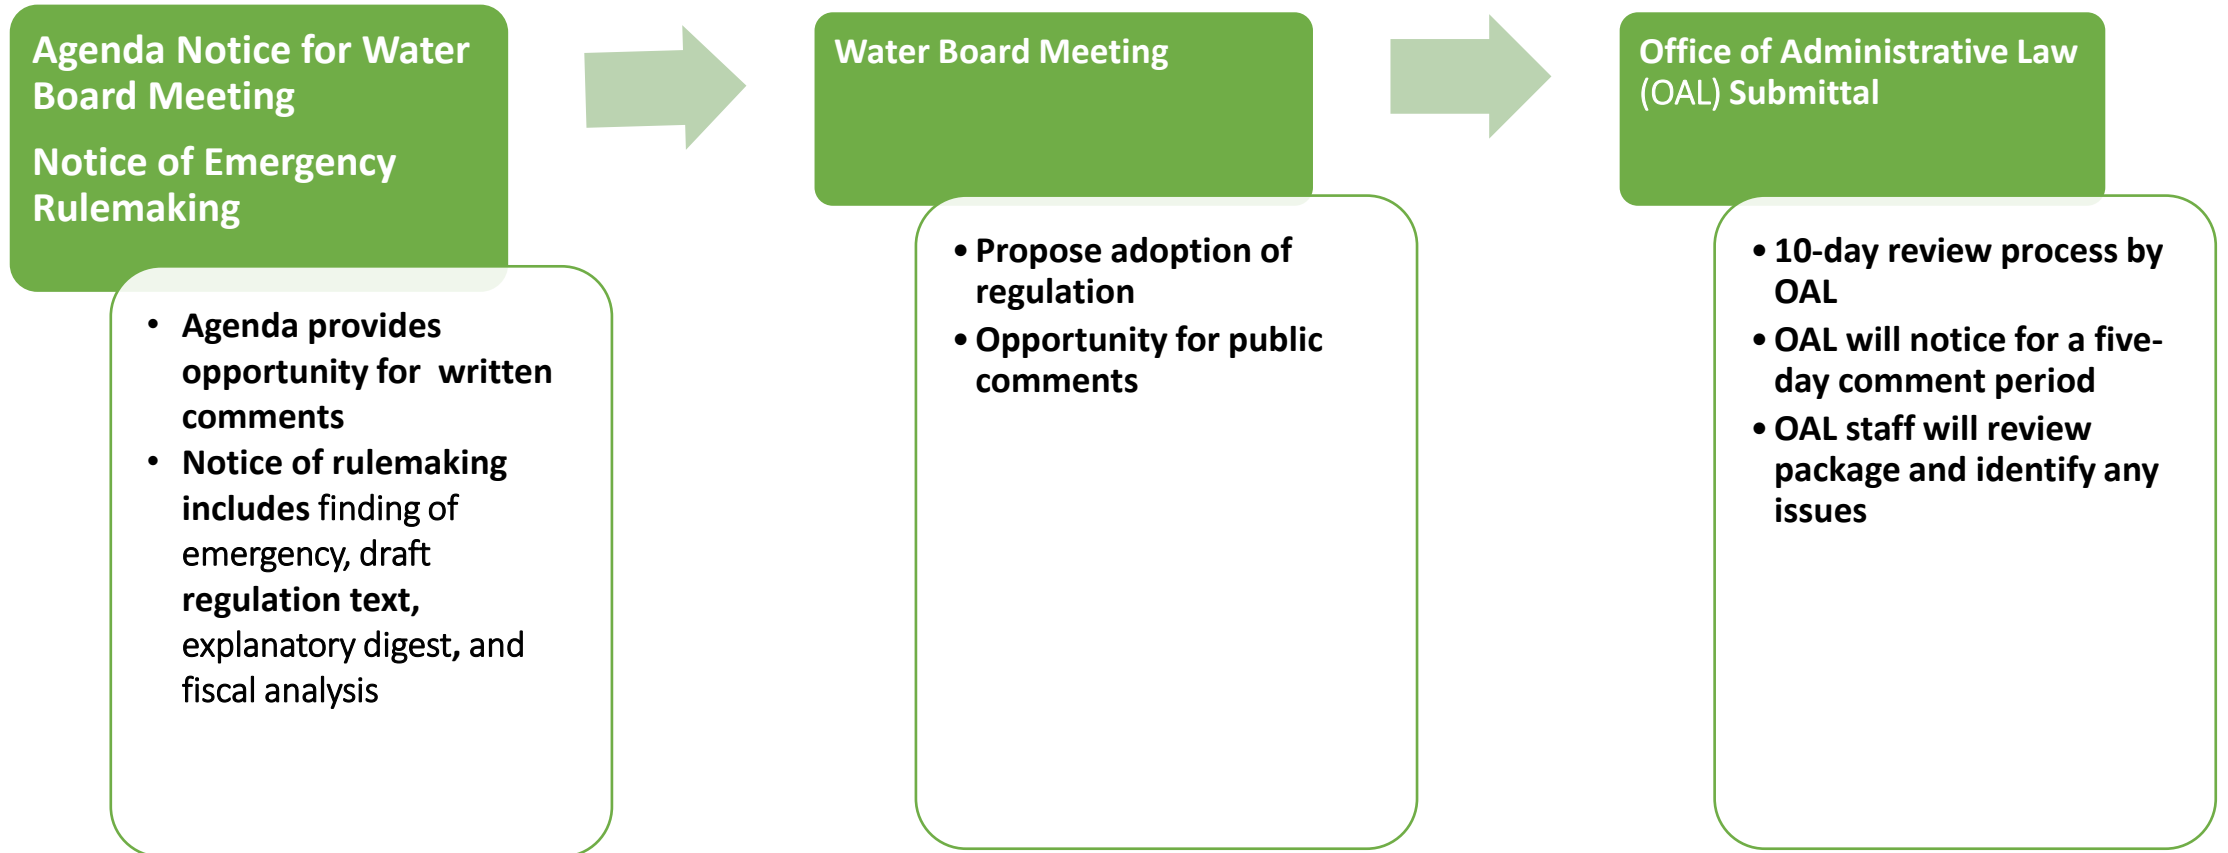 Agenda Notice for Water
Board Meeting
Notice of Emergency
Rulemaking
• Agenda provides
opportunity for written
comments
• Notice of rulemaking
includes finding of
emergency, draft
regulation text,
explanatory digest, and
fiscal analysis
Water Board Meeting
• Propose adoption of
regulation
• Opportunity for public
comments
Office of Administrative Law
(OAL) Submittal
• 10-day review process by
OAL
• OAL will notice for a five-
day comment period
• OAL staff will review
package and identify any
issues